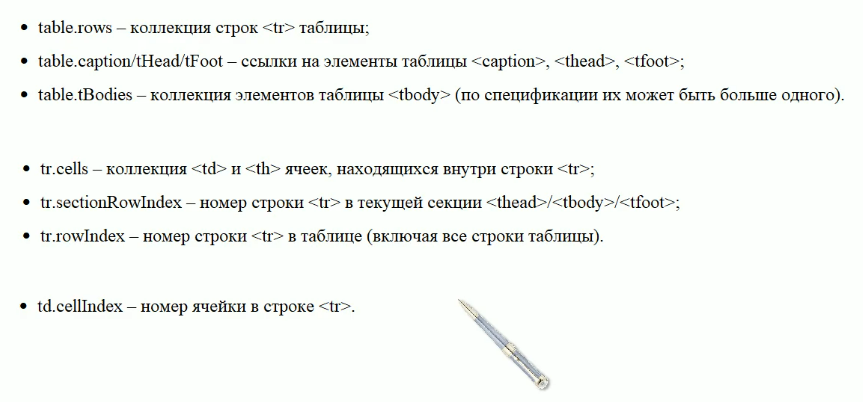 • table.rows – коллекция строк <tr> таблицы;
• table.caption/tHead/tFoot – ссылки на элементы таблицы <caption>, <thead>, <tfoot>;
• table.tBodies – коллекция элементов таблицы <tbody> (по спецификации их может быть больше одного).
• tr.cells – коллекция <td> и <th> ячеек, находящихся внутри строки <tr>;
• tr.sectionRowIndex – номер строки <tr> в текущей секции <thead>/<tbody>/<tfoot>;
• tr.rowIndex – номер строки <tr> в таблице (включая все строки таблицы).
• td.cellIndex – номер ячейки в строке <tr>.